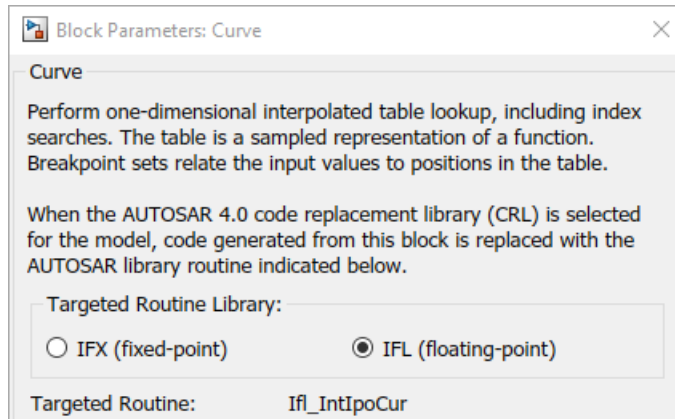 Block Parameters: Curve
Curve
Perform one-dimensional interpolated table lookup, including index
searches. The table is a sampled representation of a function.
Breakpoint sets relate the input values to positions in the table.
When the AUTOSAR 4.0 code replacement library (CRL) is selected
for the model, code generated from this block is replaced with the
AUTOSAR library routine indicated below.
Targeted Routine Library:
IFX (fixed-point) IFL (floating-point)
Targeted Routine: Ifl_IntIpoCur